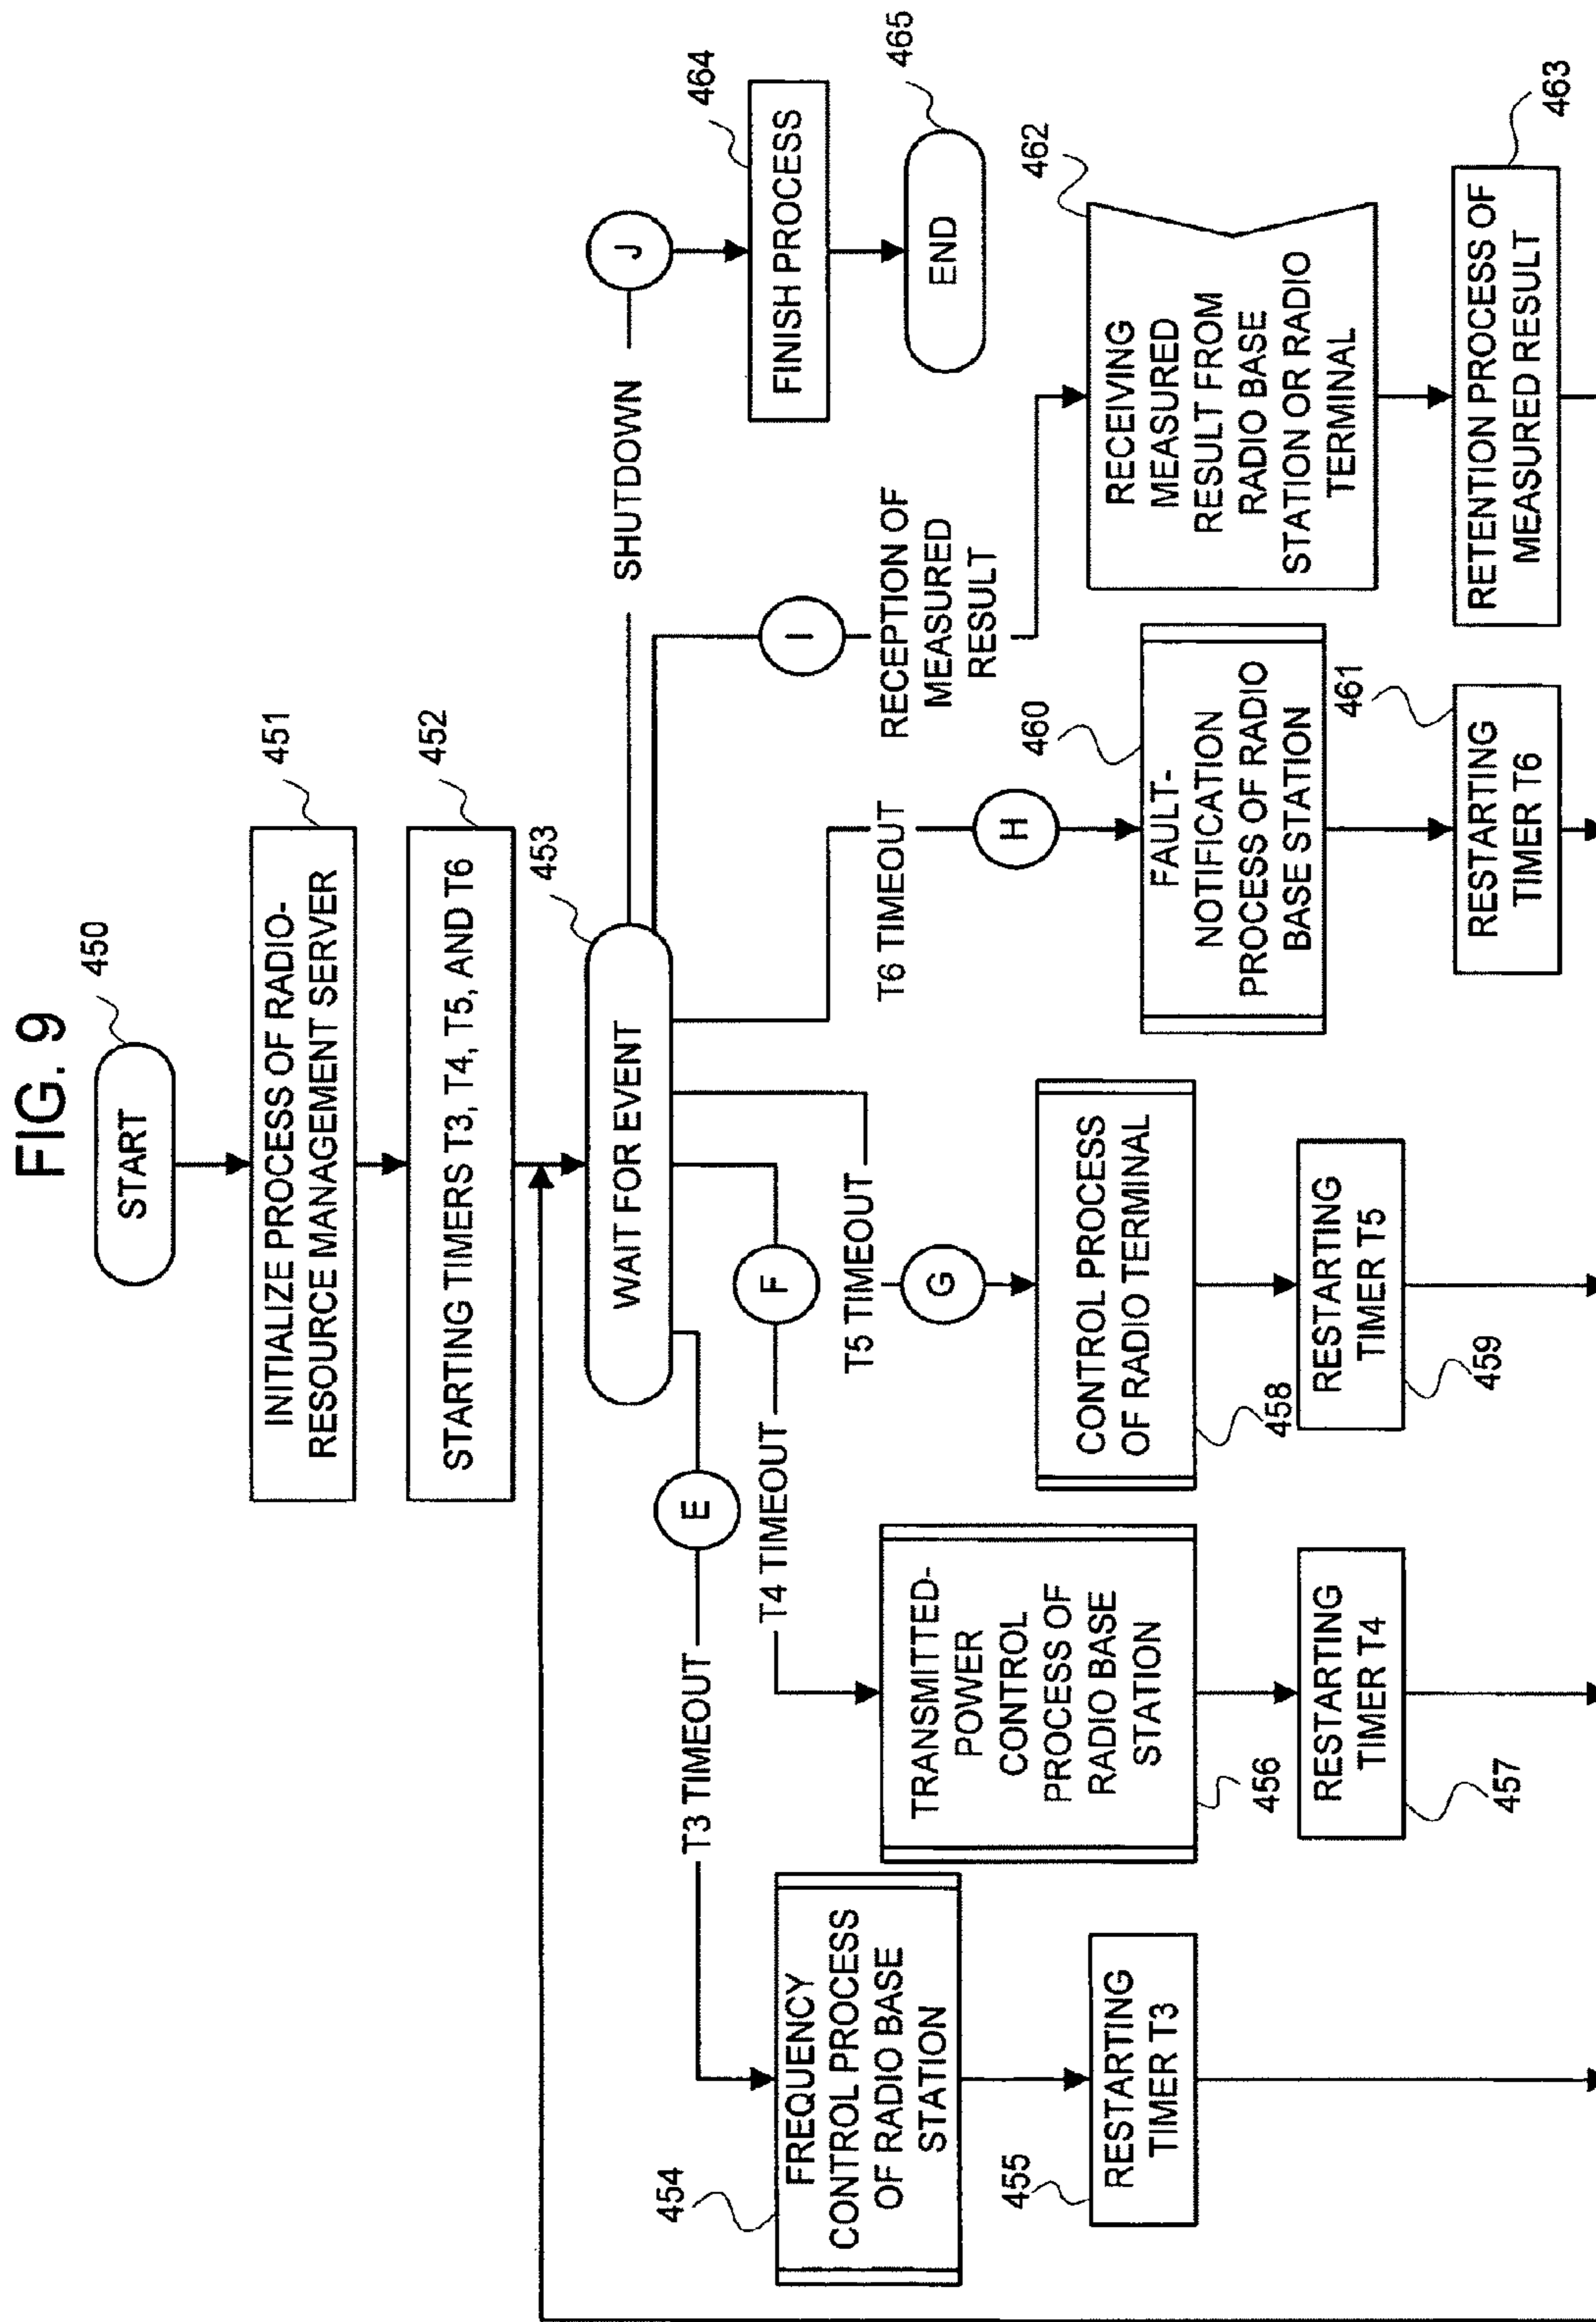 FIG. 9
START
450
INITIALIZE PROCESS OF RADIO-
RESOURCE MANAGEMENT SERVER
451
STARTING TIMERS T3, T4, T5, AND T6
452
WAIT FOR EVENT
453
E
T3 TIMEOUT
FREQUENCY
CONTROL PROCESS
OF RADIO BASE
STATION
454
RESTARTING
TIMER T3
455
F
T4 TIMEOUT
TRANSMITTED-
POWER
CONTROL
PROCESS OF
RADIO BASE
STATION
456
RESTARTING
TIMER T4
457
T5 TIMEOUT
G
CONTROL PROCESS
OF RADIO TERMINAL
458
RESTARTING
TIMER T5
459
T6 TIMEOUT
H
FAULT-
NOTIFICATION
PROCESS OF RADIO
BASE STATION
460
RESTARTING
TIMER T6
461
I
RECEPTION OF
MEASURED
RESULT
RECEIVING
MEASURED
RESULT FROM
RADIO BASE
STATION OR RADIO
TERMINAL
462
RETENTION PROCESS OF
MEASURED RESULT
463
SHUTDOWN
J
FINISH PROCESS
464
END
465